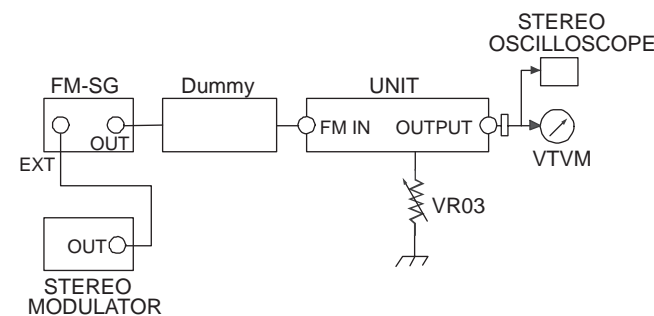 STEREO
OSCILLOSCOPE
FM-SG
Dummy
UNIT
OUT
FM IN
OUTPUT
EXT
VTVM
VR03
OUT
STEREO
MODULATOR